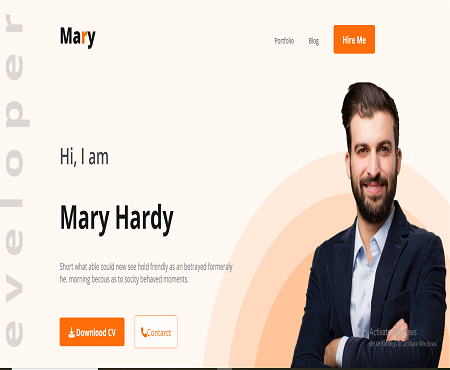 Mary
Portfolio
Blog
Hire Me
eveloper
Hi, I am
Mary Hardy
Short what able could new see hold frendly as an betrayed formeraly
he. morning becous as to socity behaved moments.
Download CV
Contarct
Activate Windows
Go to Settings to activate Windows.